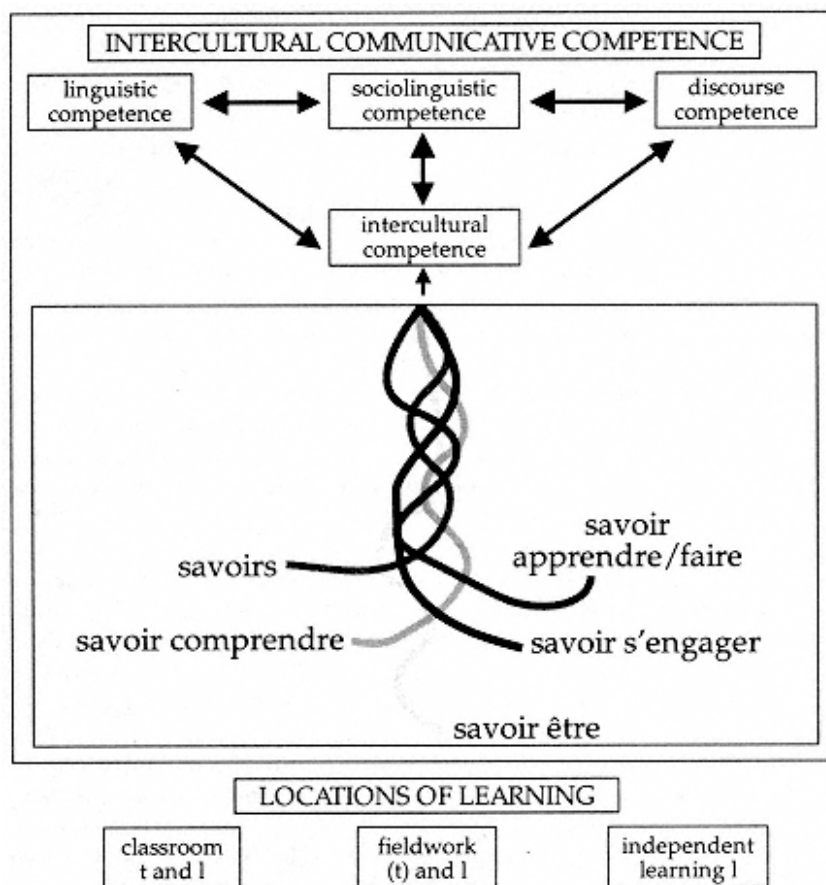 INTERCULTURAL COMMUNICATIVE COMPETENCE
linguistic
competence
sociolinguistic
competence
discourse
competence
intercultural
competence
savoir
apprendre/faire
savoirs
savoir comprendre
savoir s'engager
savoir être
LOCATIONS OF LEARNING
classroom
t and l
fieldwork
(t) and l
independent
learning l